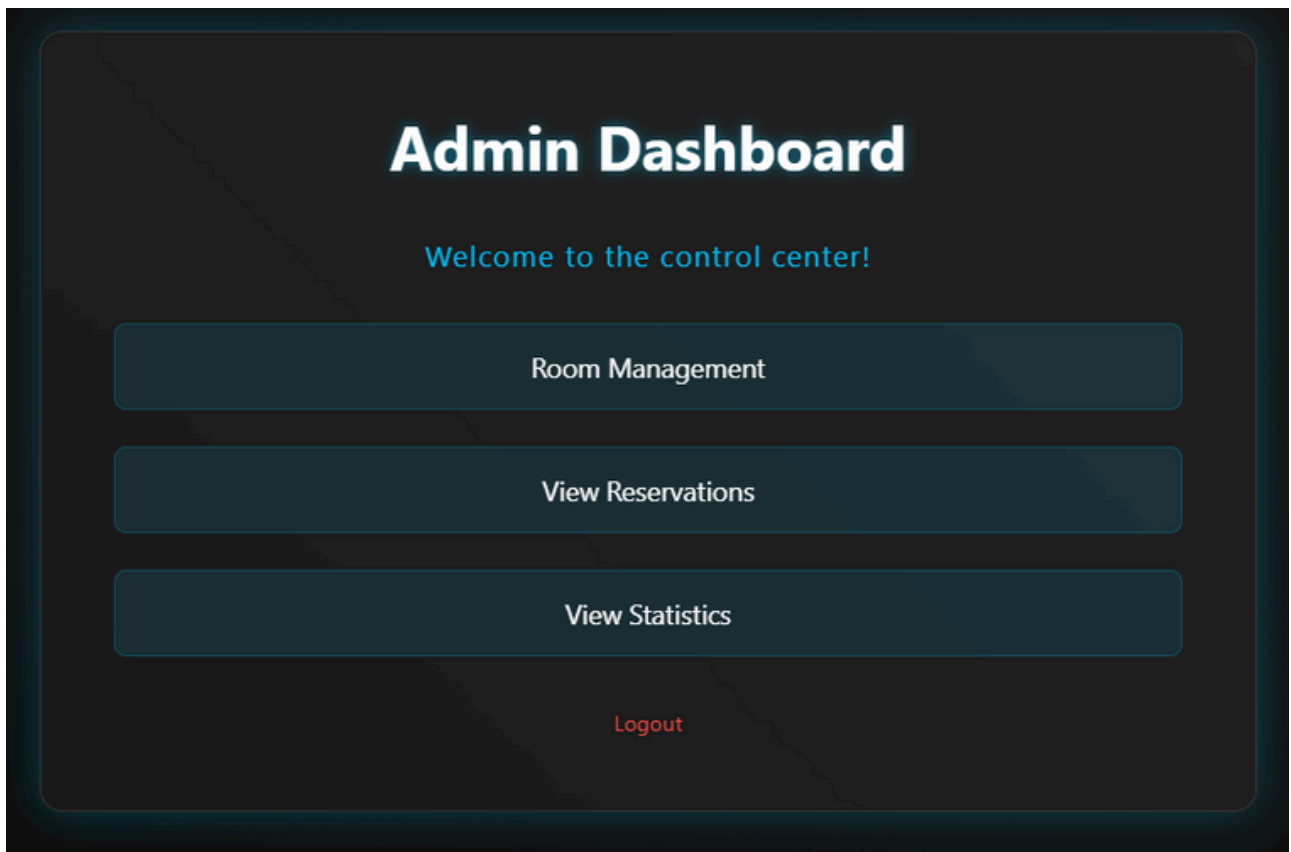 Admin Dashboard
Welcome to the control center!
Room Management
View Reservations
View Statistics
Logout